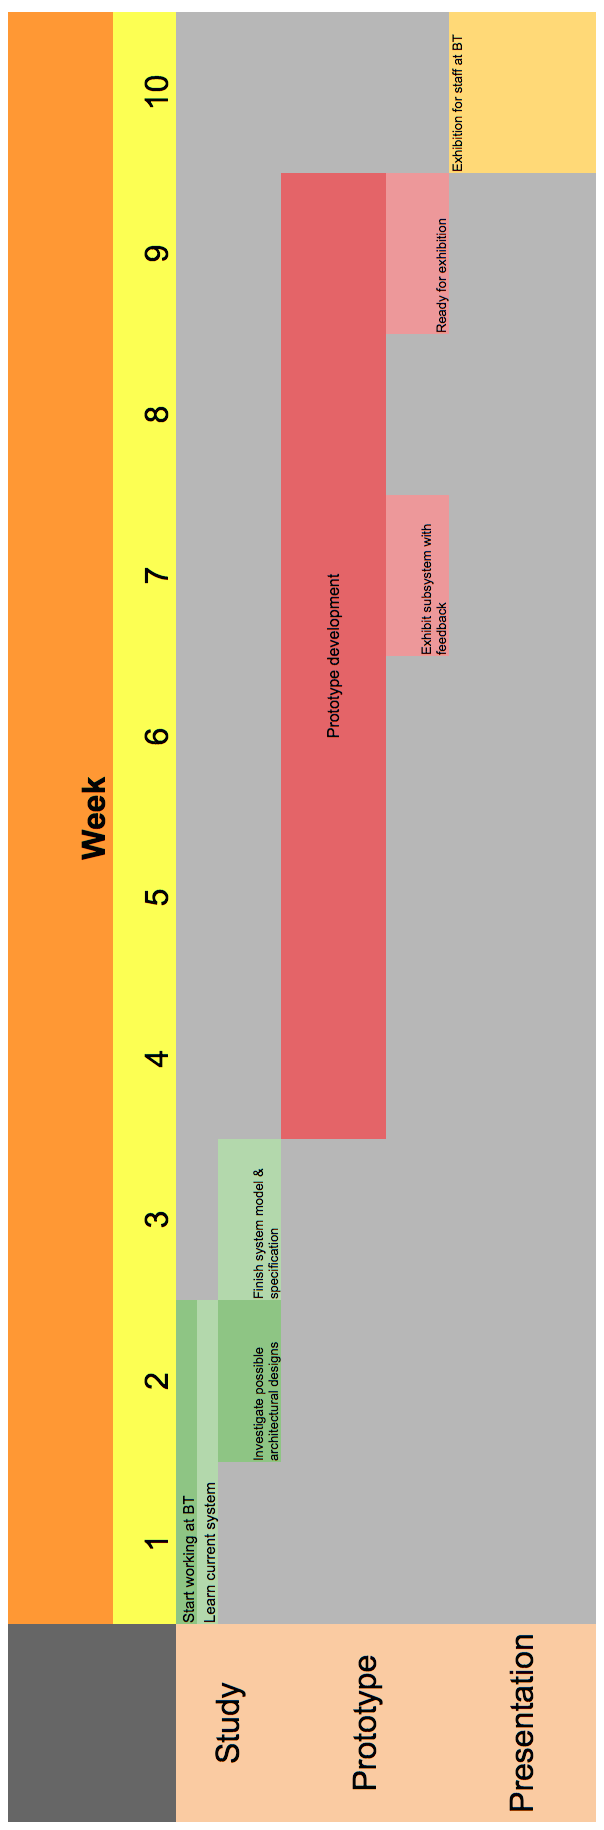 Week
1 2 3 4 5 6 7 8 9 10
Study
Start working at BT
Learn current system
Investigate possible
architectural designs
Finish system model &
specification
Prototype
Prototype development
Exhibit subsystem with
feedback
Ready for exhibition
Presentation
Exhibition for staff at BT